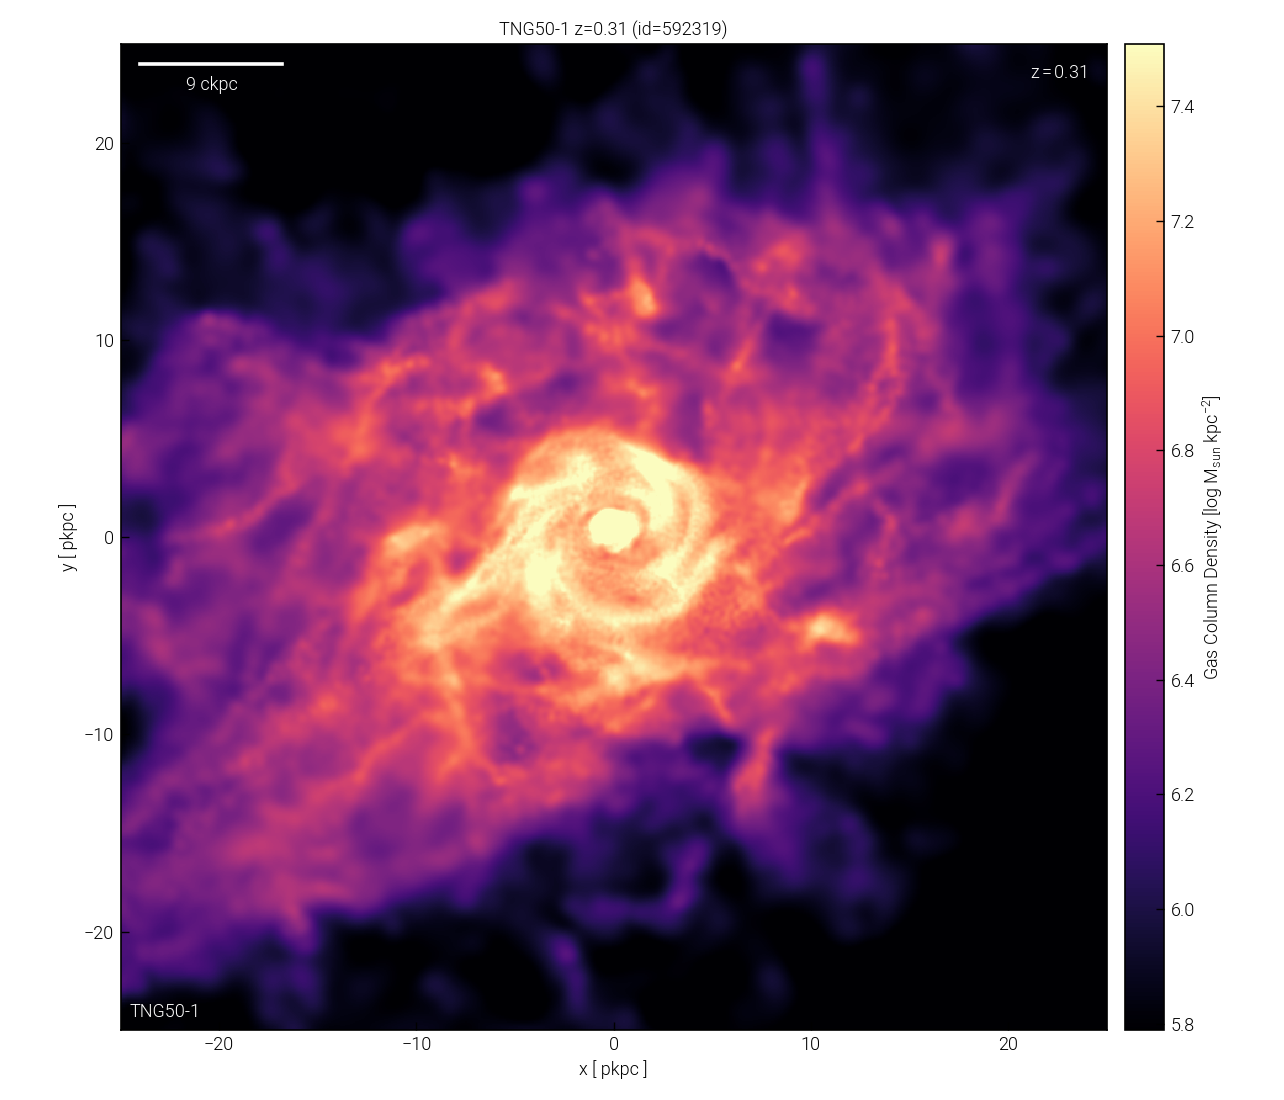 TNG50-1 z=0.31 (id=592319)
9 ckpc
z=0.31
20
10
0
−10
−20
y [ pkpc ]
TNG50-1
−20
−10
0
10
20
x [ pkpc ]
7.4
7.2
7.0
6.8
6.6
6.4
6.2
6.0
5.8
Gas Column Density [log M_sun kpc^−2]